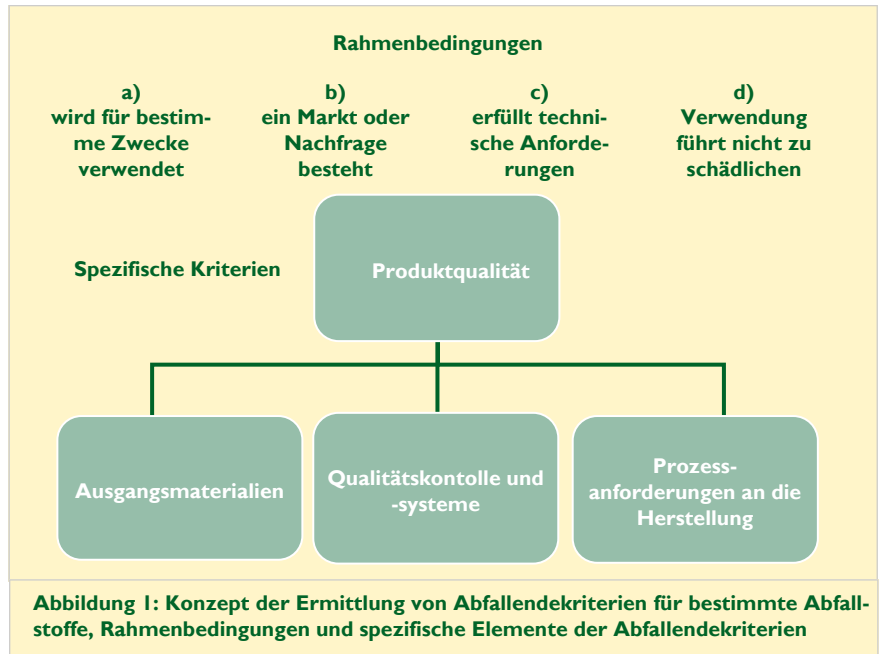 Rahmenbedingungen
a)
wird für bestim-
me Zwecke
verwendet
b)
ein Markt oder
Nachfrage
besteht
c)
erfüllt techni-
sche Anforde-
rungen
d)
Verwendung
führt nicht zu
schädlichen
Spezifische Kriterien
Produktqualität
Ausgangsmaterialien
Qualitätskontolle und
-systeme
Prozess-
anforderungen an die
Herstellung
Abbildung 1: Konzept der Ermittlung von Abfallendekriterien für bestimmte Abfall-
stoffe, Rahmenbedingungen und spezifische Elemente der Abfallendekriterien